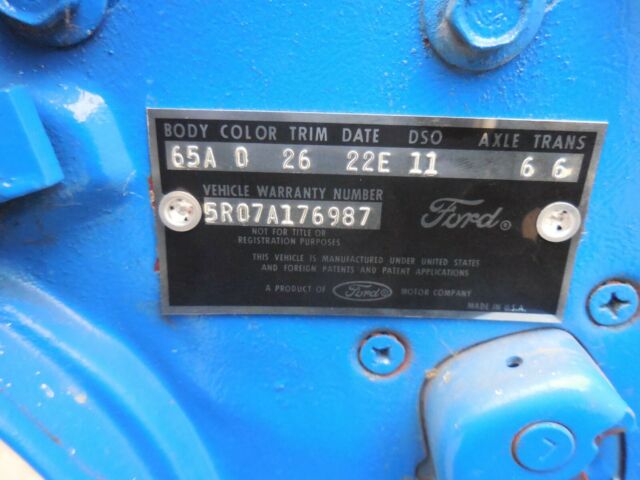 BODY COLOR TRIM DATE DSO AXLE TRANS
65A 0 26 22E 11 6 6
VEHICLE WARRANTY NUMBER
5R07A176987
Ford®
NOT FOR TITLE OR
REGISTRATION PURPOSES
THIS VEHICLE IS MANUFACTURED UNDER UNITED STATES
AND FOREIGN PATENTS AND PATENT APPLICATIONS
A PRODUCT OF Ford® MOTOR COMPANY
MADE IN U.S.A.